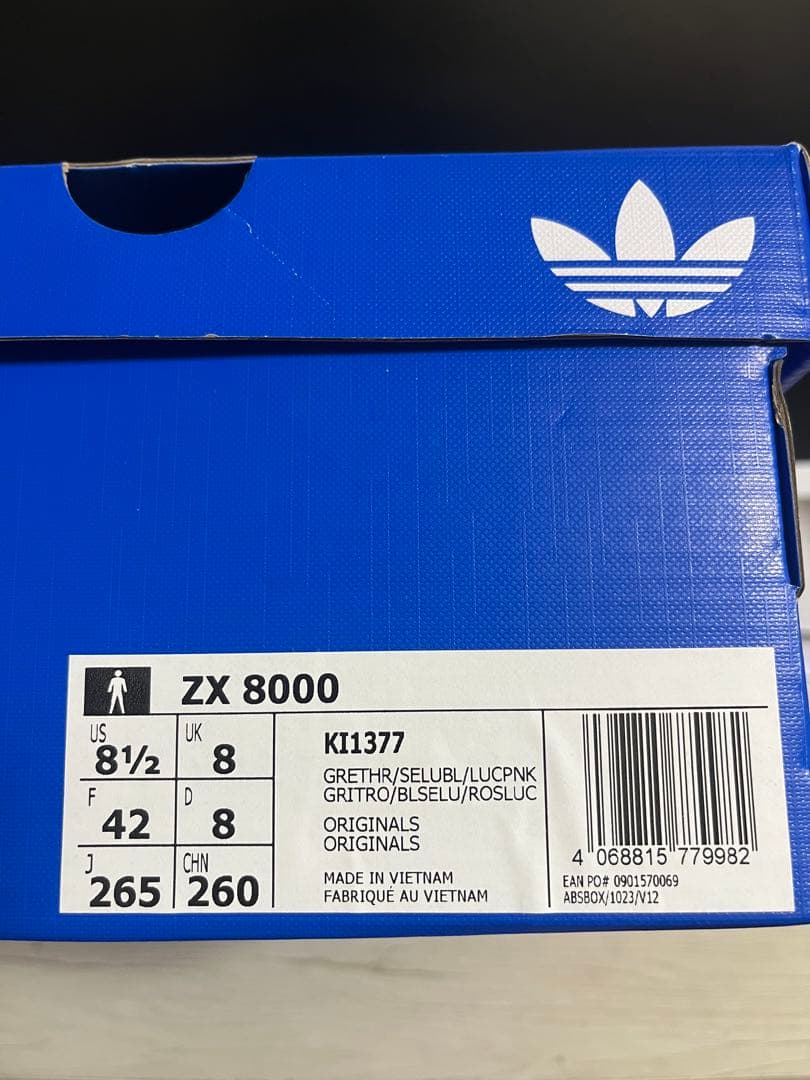 ZX 8000
US 8½
UK 8
F 42
D 8
J 265
CHN 260
KI1377
GRETHR/SELUBL/LUCPNK
GRITRO/BLSELU/ROSLUC
ORIGINALS
ORIGINALS
MADE IN VIETNAM
FABRIQUÉ AU VIETNAM
4 068815 779982
EAN PO# 0901570069
ABSBOX/1023/V12